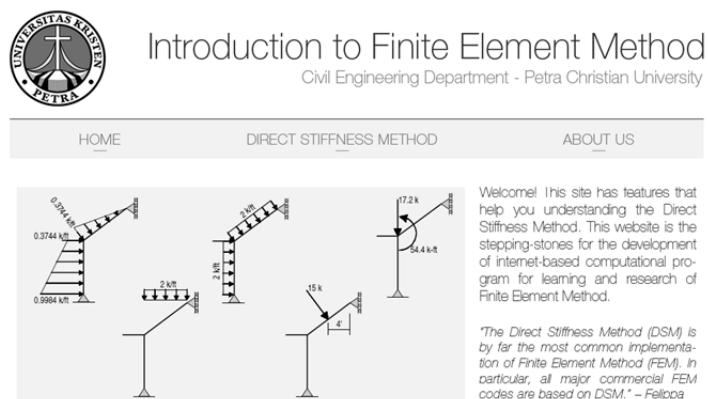 UNIVERSITAS KRISTEN
PETRA
Introduction to Finite Element Method
Civil Engineering Department - Petra Christian University
HOME
DIRECT STIFFNESS METHOD
ABOUT US
0.3744 k/ft
0.3744 k/ft
0.9984 k/ft
2 k/ft
2 k/ft
17.2 k
54.4 k-ft
2 k/ft
15 k
4'
Welcome! This site has features that
help you understanding the Direct
Stiffness Method. This website is the
stepping-stones for the development
of internet-based computational pro-
gram for learning and research of
Finite Element Method.
"The Direct Stiffness Method (DSM) is
by far the most common implementa-
tion of Finite Element Method (FEM). In
particular, all major commercial FEM
codes are based on DSM." – Felippa